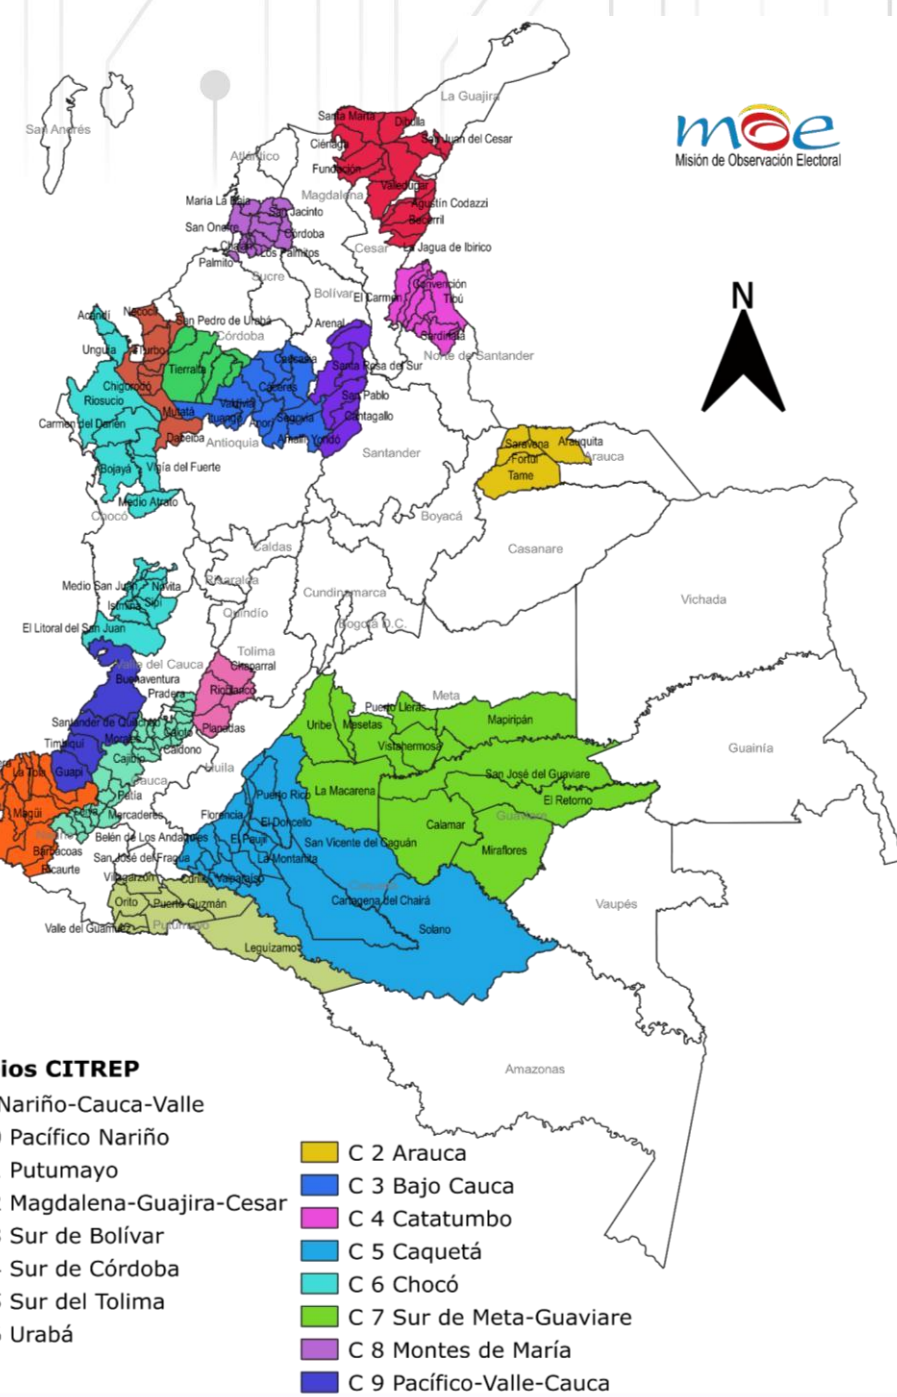 La Guajira
San Andrés
moe
Misión de Observación Electoral
Santa Marta
Dibulla
Ciénaga
San Juan del Cesar
Atlántico
Fundación
Valledupar
Magdalena
María La Baja
San Jacinto
Agustín Codazzi
San Onofre
Córdoba
Becerril
Chalán
Los Palmitos
Cesar
La Jagua de Ibirico
Palmito
Sucre
Convención
Bolívar
El Carmen
Tibú
N
Acandí
Necoclí
San Pedro de Urabá
Arenal
Córdoba
Sardinata
Unguía
Turbo
Caucasia
Norte de Santander
Tierralta
Santa Rosa del Sur
Chigorodó
Cáceres
Riosucio
San Pablo
Mutatá
Valdivia
Cantagallo
Carmen del Darién
Ituango
Anorí
Segovia
Dabeiba
Antioquia
Amalfi
Yondó
Saravena
Arauquita
Santander
Fortul
Arauca
Bojayá
Vigía del Fuerte
Tame
Medio Atrato
Chocó
Boyacá
Caldas
Casanare
Risaralda
Medio San Juan
Nóvita
Cundinamarca
Vichada
Istmina
Sipí
Quindío
El Litoral del San Juan
Bogotá D.C.
Tolima
Valle del Cauca
Chaparral
Buenaventura
Rioblanco
Meta
Pradera
Puerto Lleras
Santander de Quilichao
Planadas
Uribe
Mesetas
Mapiripán
Morales
Caloto
Timbiquí
Caldono
Vistahermosa
Guainía
Cajibío
La Tola
Guapi
Huila
San José del Guaviare
Cauca
Puerto Rico
La Macarena
El Retorno
Patía
Magüí
Mercaderes
Florencia
El Doncello
Calamar
Guaviare
Belén de Los Andaquíes
El Paujil
San Vicente del Caguán
Barbacoas
San José del Fragua
La Montañita
Miraflores
Ricaurte
Villagarzón
Curillo
Valparaíso
Caquetá
Orito
Puerto Guzmán
Cartagena del Chairá
Vaupés
Valle del Guamuez
Putumayo
Solano
Leguízamo
Amazonas
ios CITREP
Nariño-Cauca-Valle
Pacífico Nariño
Putumayo
Magdalena-Guajira-Cesar
Sur de Bolívar
Sur de Córdoba
Sur del Tolima
Urabá
C 2 Arauca
C 3 Bajo Cauca
C 4 Catatumbo
C 5 Caquetá
C 6 Chocó
C 7 Sur de Meta-Guaviare
C 8 Montes de María
C 9 Pacífico-Valle-Cauca